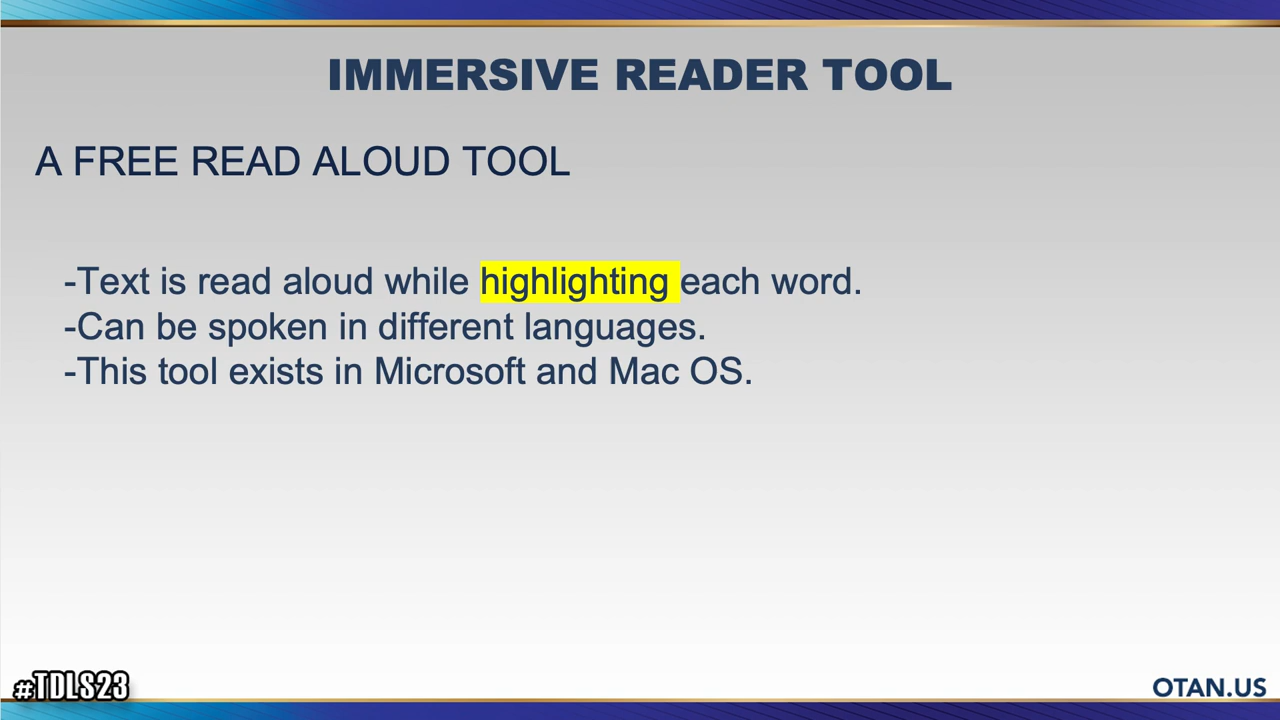 IMMERSIVE READER TOOL
A FREE READ ALOUD TOOL
-Text is read aloud while highlighting each word.
-Can be spoken in different languages.
-This tool exists in Microsoft and Mac OS.
#TDLS23
OTAN.US